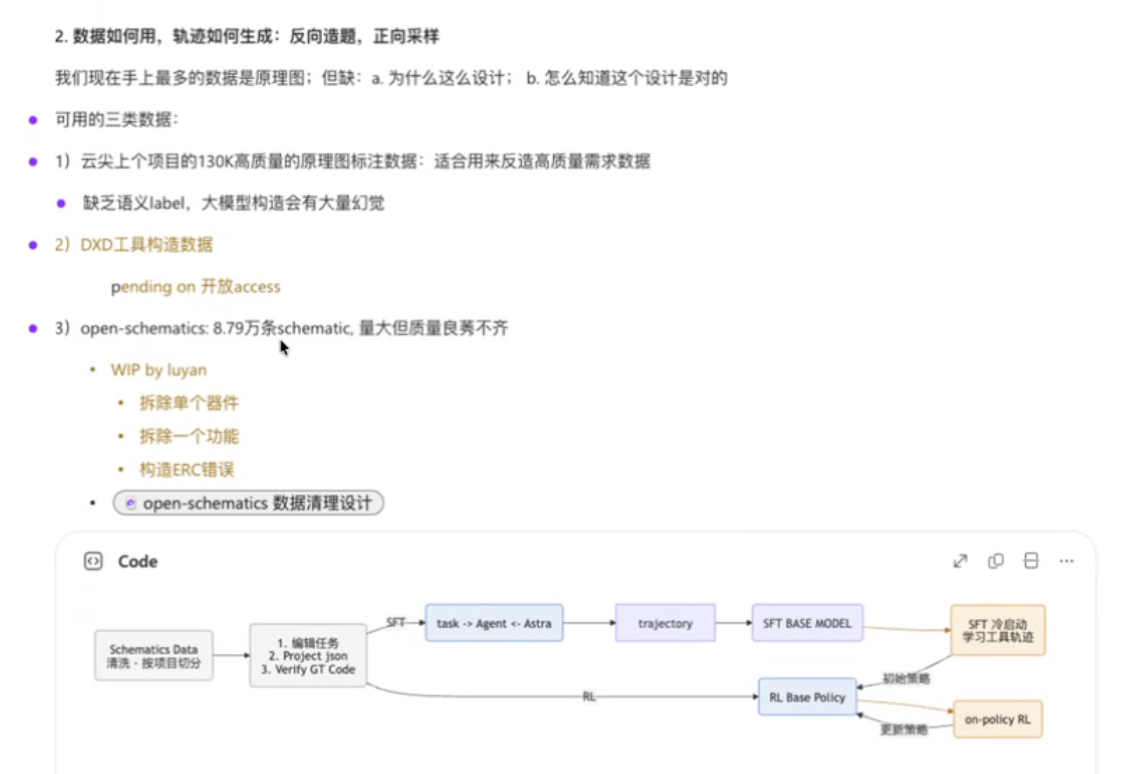 2. 数据如何用，轨迹如何生成：反向造题，正向采样
我们现在手上最多的数据是原理图；但缺：a. 为什么这么设计； b. 怎么知道这个设计是对的
可用的三类数据：
1）云尖上个项目的130K高质量的原理图标注数据：适合用来反造高质量需求数据
缺乏语义label，大模型构造会有大量幻觉
2）DXD工具构造数据
pending on 开放access
3）open-schematics: 8.79万条schematic, 量大但质量良莠不齐
WIP by luyan
拆除单个器件
拆除一个功能
构造ERC错误
open-schematics 数据清理设计
Code
Schematics Data
清洗 · 按项目切分
1. 编辑任务
2. Project json
3. Verify GT Code
SFT
task -> Agent <- Astra
trajectory
SFT BASE MODEL
SFT 冷启动
学习工具轨迹
初始策略
RL
RL Base Policy
on-policy RL
更新策略